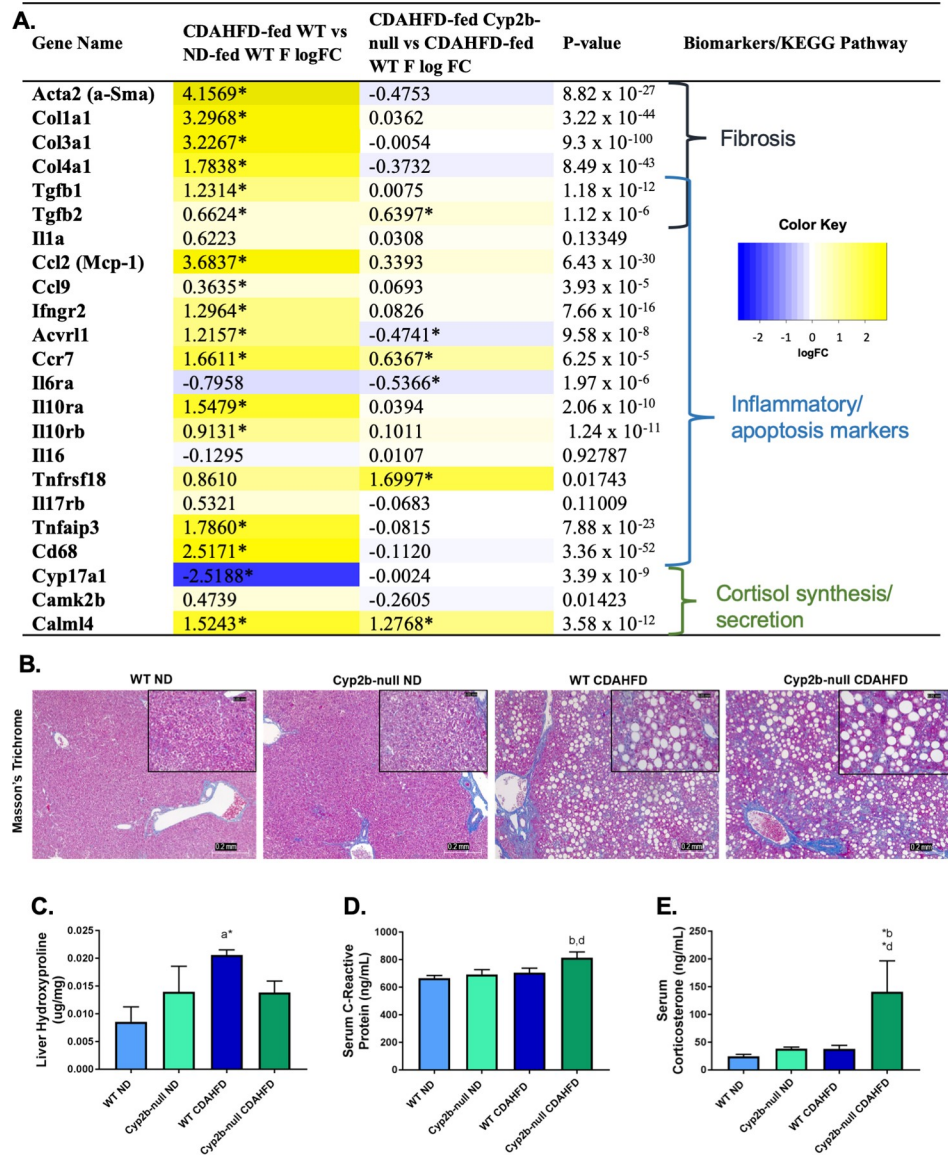 A.
Gene Name
CDAHFD-fed WT vs
ND-fed WT F logFC
CDAHFD-fed Cyp2b-
null vs CDAHFD-fed
WT F log FC
P-value
Biomarkers/KEGG Pathway
Acta2 (a-Sma) 4.1569* -0.4753 8.82 x 10-27
Col1a1 3.2968* 0.0362 3.22 x 10-44
Col3a1 3.2267* -0.0054 9.3 x 10-100
Col4a1 1.7838* -0.3732 8.49 x 10-43
Tgfb1 1.2314* 0.0075 1.18 x 10-12
Tgfb2 0.6624* 0.6397* 1.12 x 10-6
Il1a 0.6223 0.0308 0.13349
Ccl2 (Mcp-1) 3.6837* 0.3393 6.43 x 10-30
Ccl9 0.3635* 0.0693 3.93 x 10-5
Ifngr2 1.2964* 0.0826 7.66 x 10-16
Acvrl1 1.2157* -0.4741* 9.58 x 10-8
Ccr7 1.6611* 0.6367* 6.25 x 10-5
Il6ra -0.7958 -0.5366* 1.97 x 10-6
Il10ra 1.5479* 0.0394 2.06 x 10-10
Il10rb 0.9131* 0.1011 1.24 x 10-11
Il16 -0.1295 0.0107 0.92787
Tnfrsf18 0.8610 1.6997* 0.01743
Il17rb 0.5321 -0.0683 0.11009
Tnfaip3 1.7860* -0.0815 7.88 x 10-23
Cd68 2.5171* -0.1120 3.36 x 10-52
Cyp17a1 -2.5188* -0.0024 3.39 x 10-9
Camk2b 0.4739 -0.2605 0.01423
Calml4 1.5243* 1.2768* 3.58 x 10-12
Fibrosis
Color Key
-2 -1 0 1 2
logFC
Inflammatory/
apoptosis markers
Cortisol synthesis/
secretion
B.
WT ND
Cyp2b-null ND
WT CDAHFD
Cyp2b-null CDAHFD
Masson's Trichrome
0.2 mm
0.2 mm
0.2 mm
0.2 mm
C.
Liver Hydroxyproline
(ug/mg)
0.025
0.020
0.015
0.010
0.005
0.000
a*
WT ND
Cyp2b-null ND
WT CDAHFD
Cyp2b-null CDAHFD
D.
Serum C-Reactive
Protein (ng/mL)
1000
800
600
400
200
0
b,d
WT ND
Cyp2b-null ND
WT CDAHFD
Cyp2b-null CDAHFD
E.
Serum
Corticosterone (ng/mL)
250
200
150
100
50
0
*b
*d
WT ND
Cyp2b-null ND
WT CDAHFD
Cyp2b-null CDAHFD